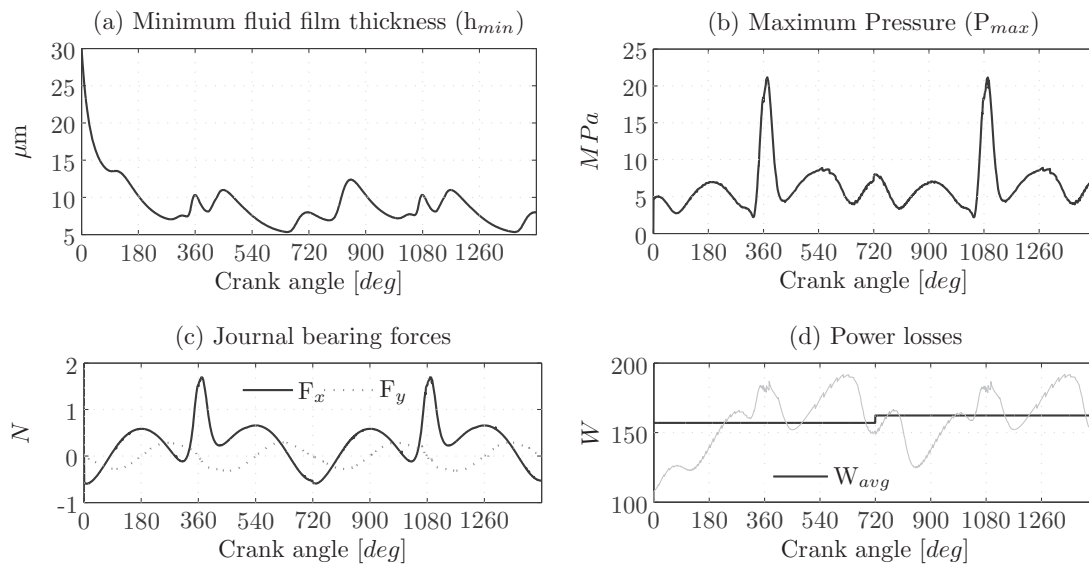 (a) Minimum fluid film thickness (h_min)
30
25
20
15
10
5
μm
0 180 360 540 720 900 1080 1260
Crank angle [deg]
(b) Maximum Pressure (P_max)
25
20
15
10
5
0
MPa
0 180 360 540 720 900 1080 1260
Crank angle [deg]
(c) Journal bearing forces
2
1
0
-1
N
F_x F_y
0 180 360 540 720 900 1080 1260
Crank angle [deg]
(d) Power losses
200
150
100
W
W_avg
0 180 360 540 720 900 1080 1260
Crank angle [deg]